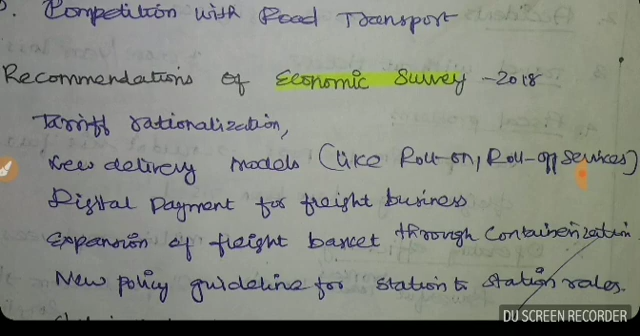 Competition with Road Transport
Recommendations of Economic Survey -2018
Tariff rationalization,
New delivery models (like Roll-on, Roll-off services)
Digital Payment for freight business
Expansion of freight basket through Containerization
New policy guideline for station to station rates.
DU SCREEN RECORDER